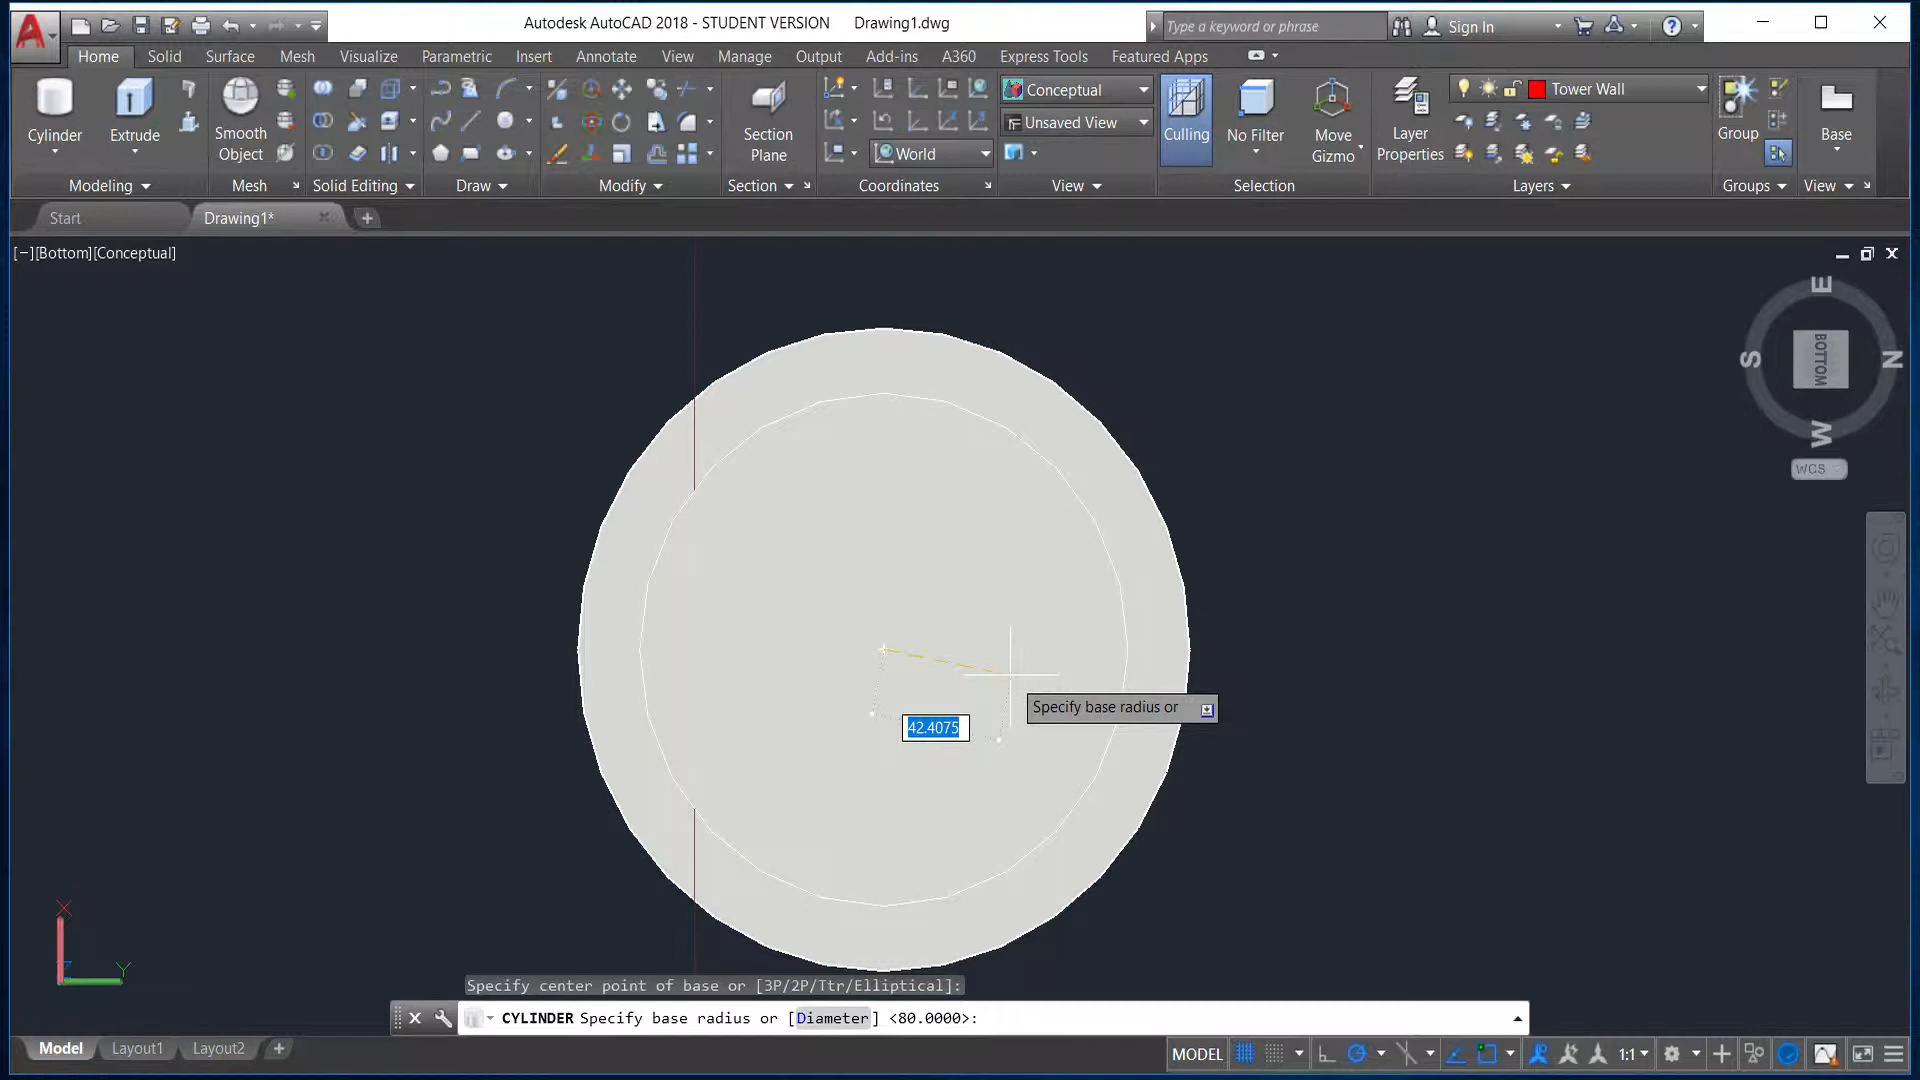 Autodesk AutoCAD 2018 - STUDENT VERSION Drawing1.dwg
Type a keyword or phrase
Sign In
Home Solid Surface Mesh Visualize Parametric Insert Annotate View Manage Output Add-ins A360 Express Tools Featured Apps
Cylinder
Extrude
Smooth Object
Section Plane
World
Conceptual
Unsaved View
Culling
No Filter
Move Gizmo
Layer Properties
Tower Wall
Group
Base
Modeling Mesh Solid Editing Draw Modify Section Coordinates View Selection Layers Groups View
Start Drawing1*
[−][Bottom][Conceptual]
E
S BOTTOM N
W
WCS
Specify base radius or
42.4075
X
Z Y
Specify center point of base or [3P/2P/Ttr/Elliptical]:
CYLINDER Specify base radius or [Diameter] <80.0000>:
Model Layout1 Layout2
MODEL 1:1